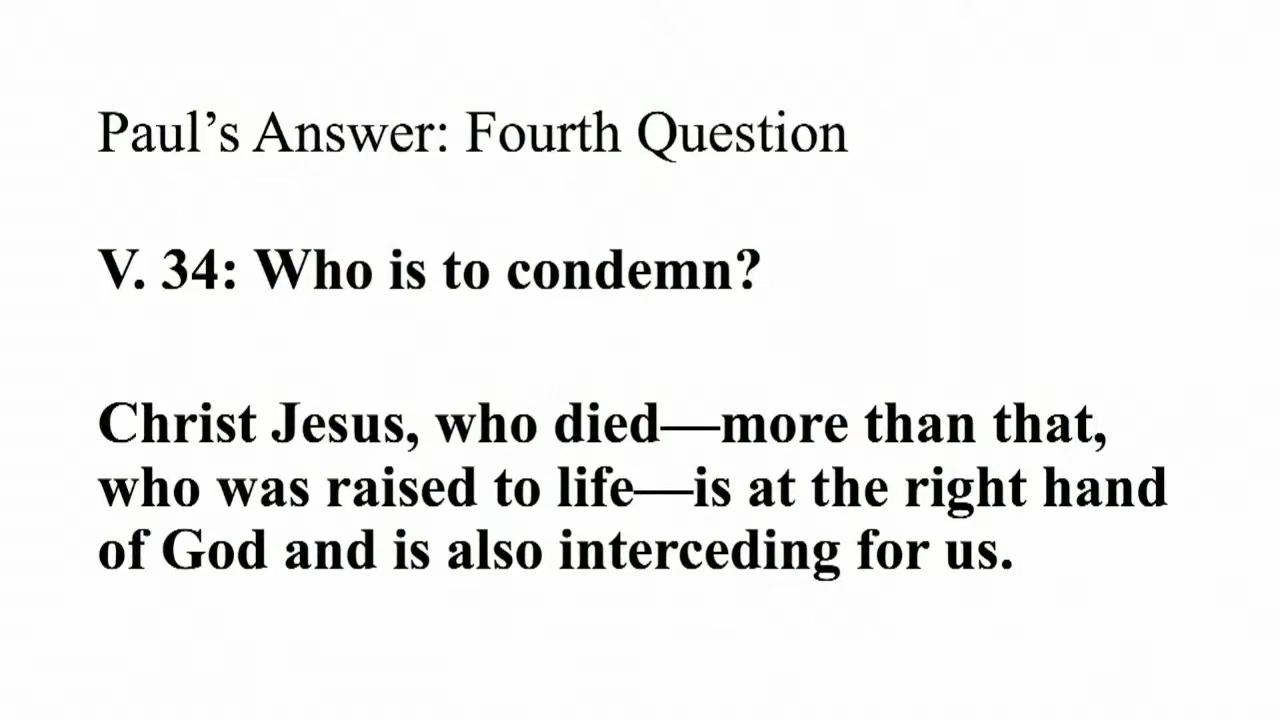 Paul’s Answer: Fourth Question
V. 34: Who is to condemn?
Christ Jesus, who died—more than that,
who was raised to life—is at the right hand
of God and is also interceding for us.